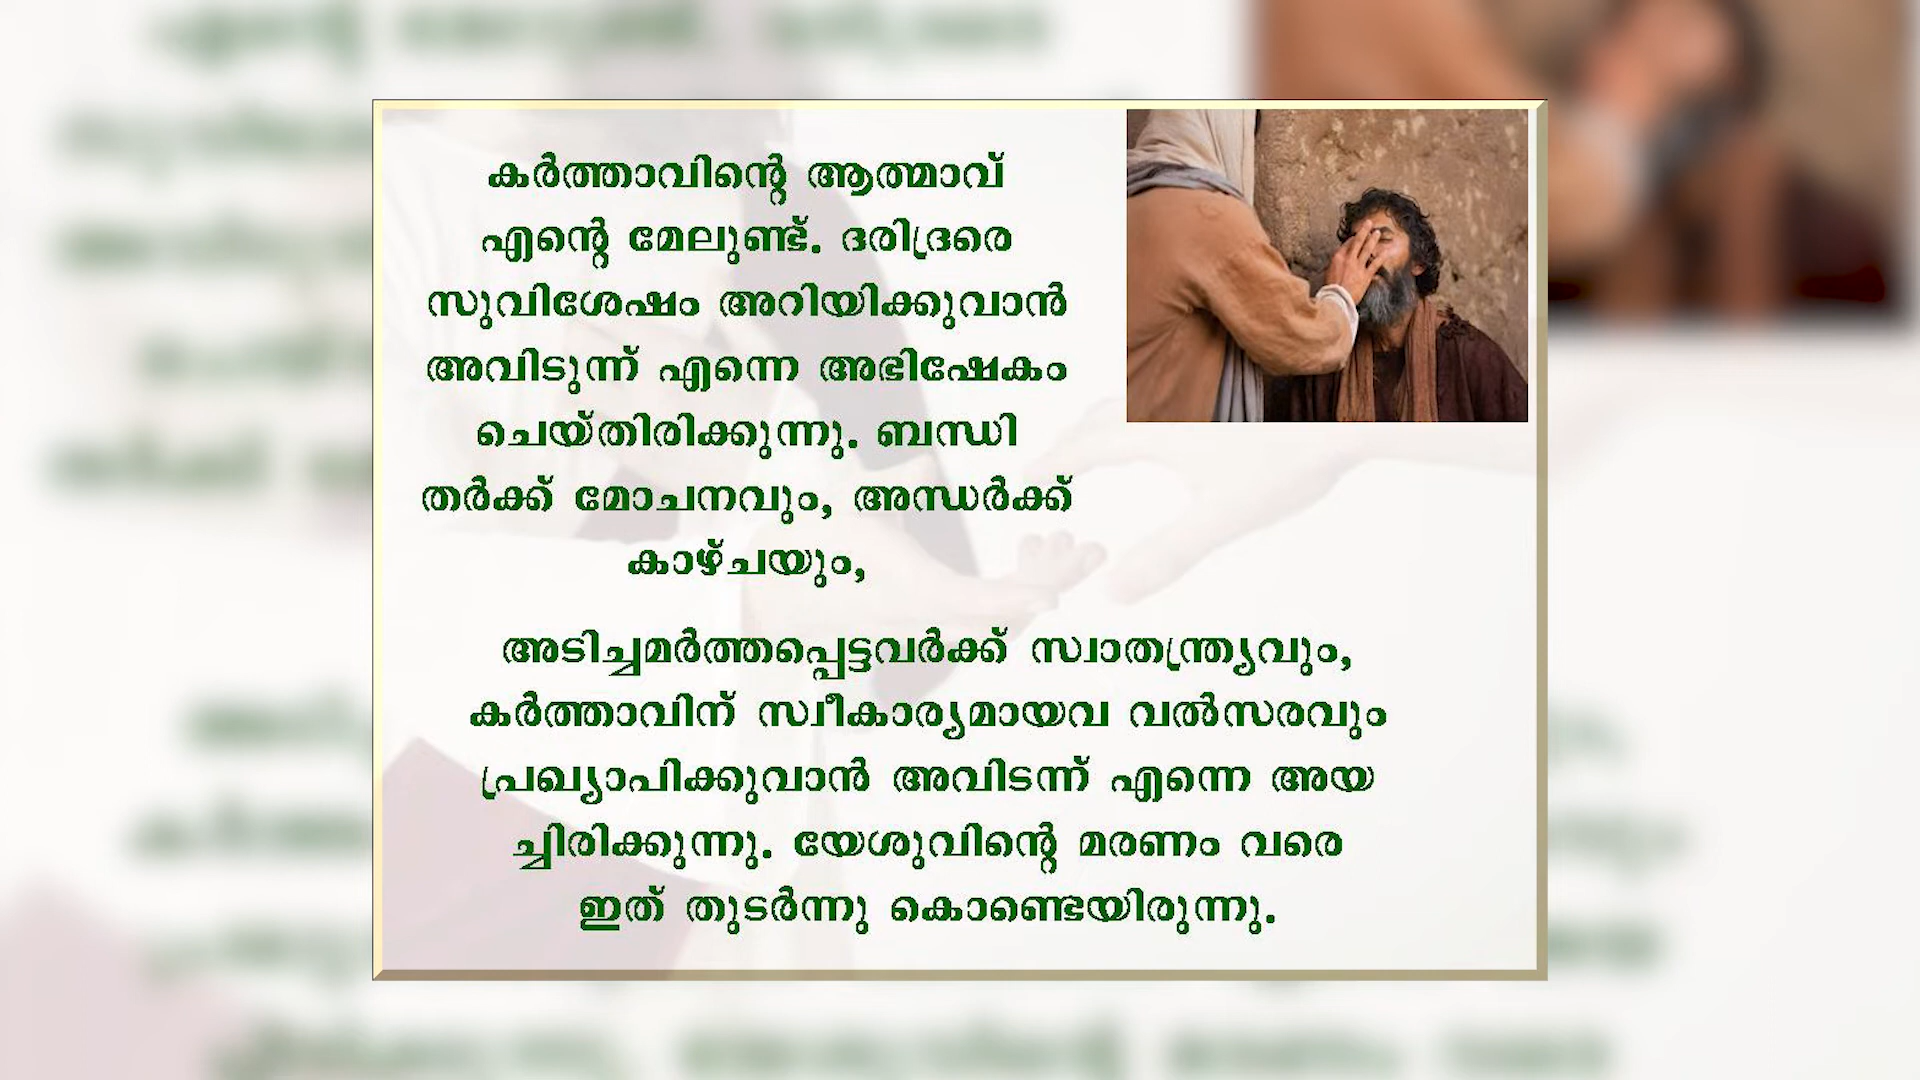 കർത്താവിന്റെ ആത്മാവ്
എന്റെ മേലുണ്ട്. ദരിദ്രരെ
സുവിശേഷം അറിയിക്കുവാൻ
അവിടുന്ന് എന്നെ അഭിഷേകം
ചെയ്തിരിക്കുന്നു. ബന്ധി
തർക്ക് മോചനവും, അന്ധർക്ക്
കാഴ്ചയും,
അടിച്ചമർത്തപ്പെട്ടവർക്ക് സ്വാതന്ത്ര്യവും,
കർത്താവിന് സ്വീകാര്യമായവ വൽസരവും
പ്രഖ്യാപിക്കുവാൻ അവിടന്ന് എന്നെ അയ
ച്ചിരിക്കുന്നു. യേശുവിന്റെ മരണം വരെ
ഇത് തുടർന്നു കൊണ്ടെയിരുന്നു.